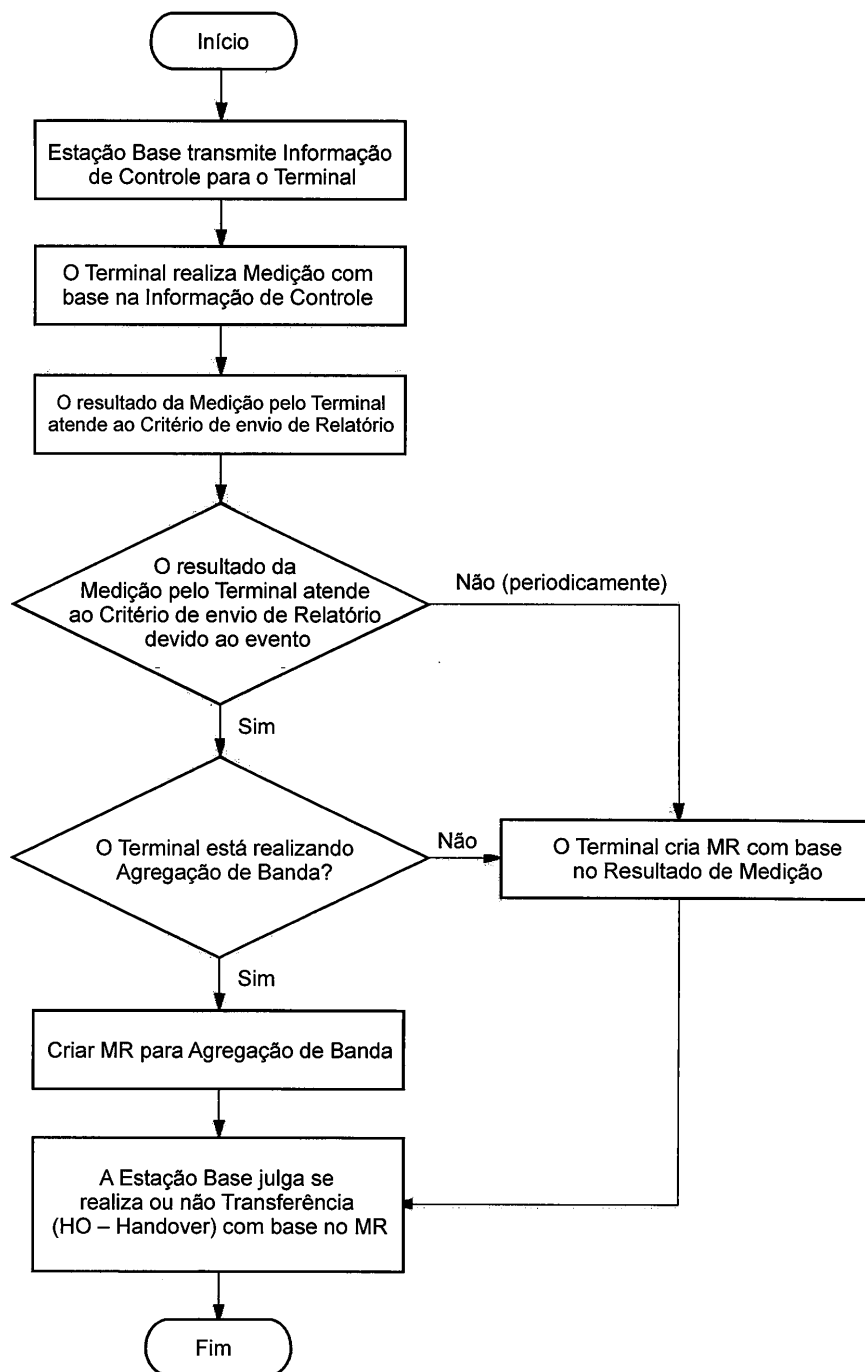 Início
Estação Base transmite Informação
de Controle para o Terminal
O Terminal realiza Medição com
base na Informação de Controle
O resultado da Medição pelo Terminal
atende ao Critério de envio de Relatório
O resultado da
Medição pelo Terminal atende
ao Critério de envio de Relatório
devido ao evento
Não (periodicamente)
Sim
O Terminal está realizando
Agregação de Banda?
Não
O Terminal cria MR com base
no Resultado de Medição
Sim
Criar MR para Agregação de Banda
A Estação Base julga se
realiza ou não Transferência
(HO – Handover) com base no MR
Fim